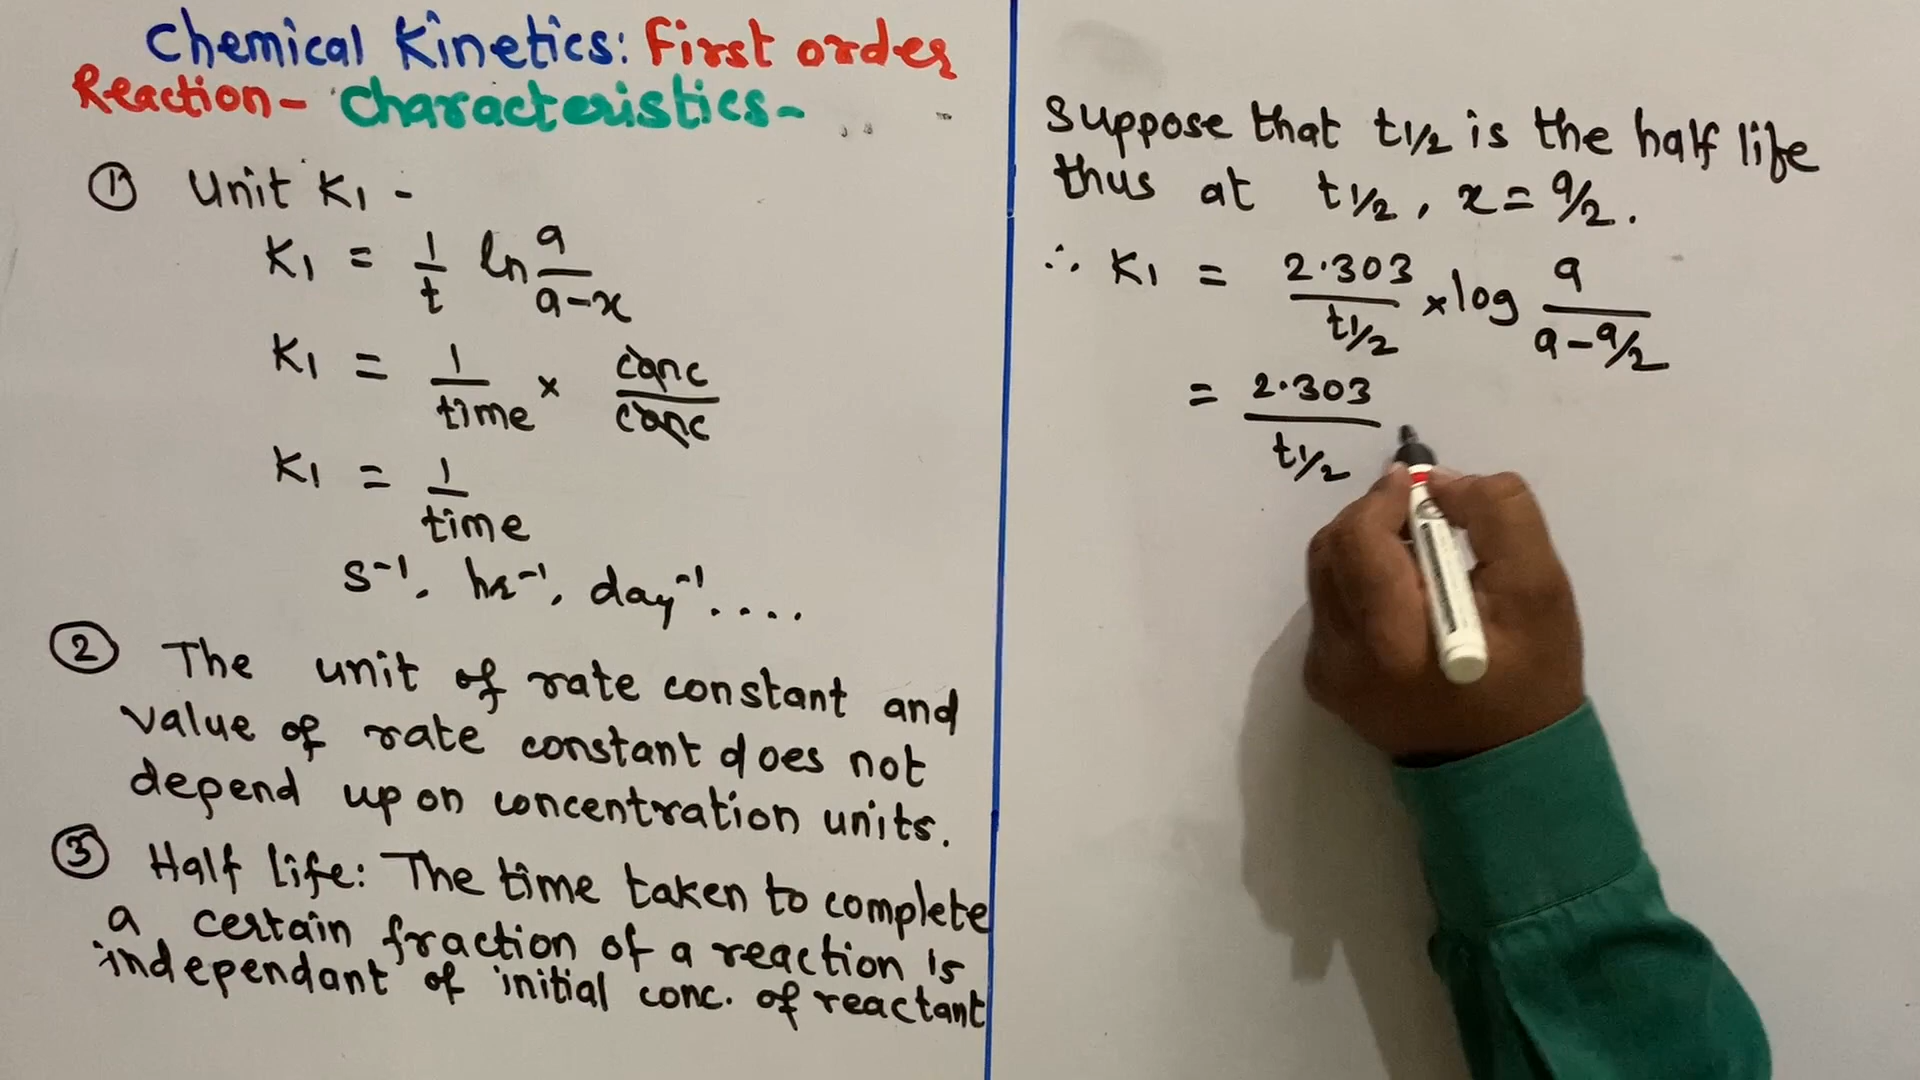 Chemical Kinetics: First order
Reaction- Characteristics-
① Unit K₁ -
K₁ = 1/t ln a/a-x
K₁ = 1/time × conc/conc
K₁ = 1/time
s⁻¹, hr⁻¹, day⁻¹....
② The unit of rate constant and
value of rate constant does not
depend upon concentration units.
③ Half life: The time taken to complete
a certain fraction of a reaction is
independant of initial conc. of reactant
Suppose that t1/2 is the half life
thus at t1/2, x = a/2.
∴ K₁ = 2.303/t1/2 × log a/a-a/2
= 2.303/t1/2